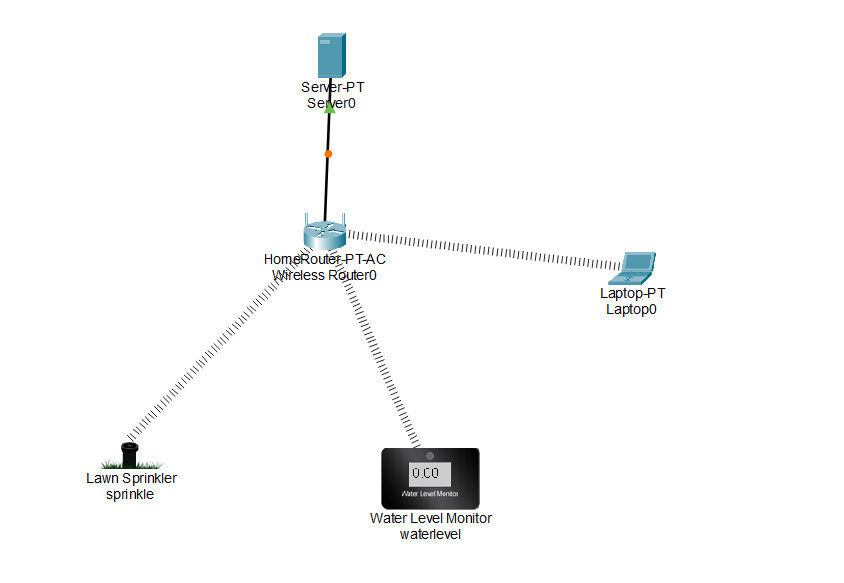 Server-PT
Server0
HomeRouter-PT-AC
Wireless Router0
Laptop-PT
Laptop0
0.00
Water Level Monitor
Lawn Sprinkler
sprinkle
Water Level Monitor
waterlevel